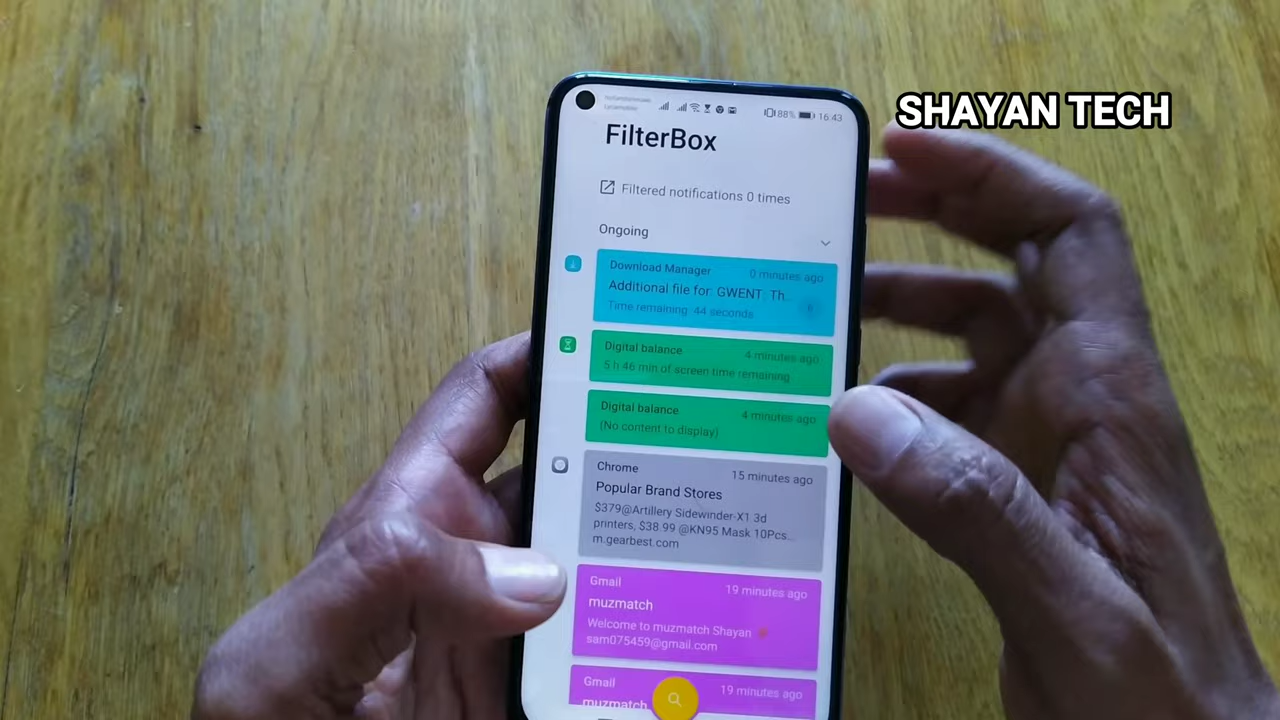 SHAYAN TECH
88% 16:43
FilterBox
Filtered notifications 0 times
Ongoing
Download Manager 0 minutes ago
Additional file for: GWENT: Th...
Time remaining: 44 seconds
Digital balance 4 minutes ago
5 h 46 min of screen time remaining
Digital balance 4 minutes ago
(No content to display)
Chrome 15 minutes ago
Popular Brand Stores
$379@Artillery Sidewinder-X1 3d
printers, $38.99 @KN95 Mask 10Pcs...
m.gearbest.com
Gmail 19 minutes ago
muzmatch
Welcome to muzmatch Shayan
sam075459@gmail.com
Gmail 19 minutes ago
muzmatch